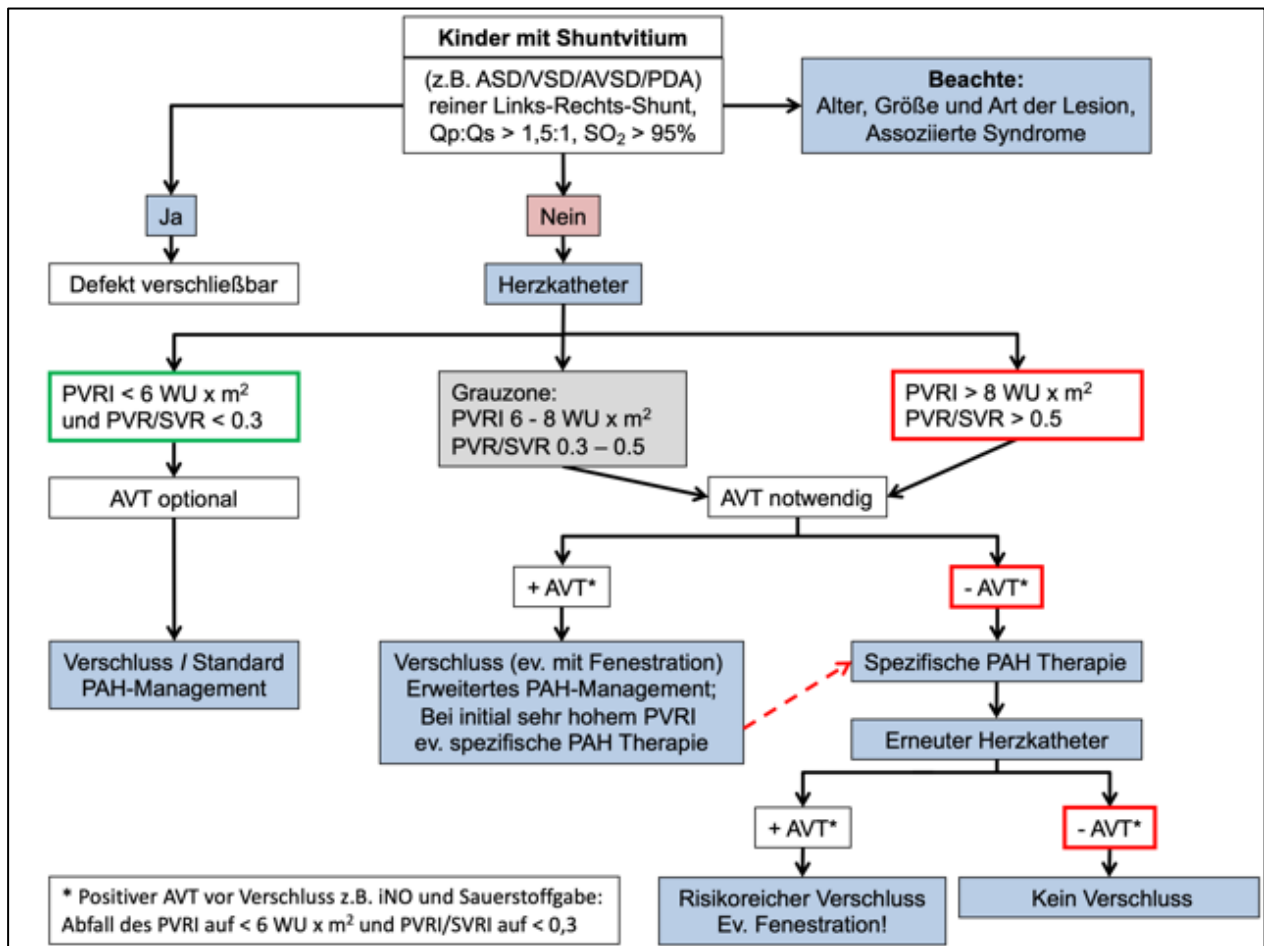 Kinder mit Shuntvitium
(z.B. ASD/VSD/AVSD/PDA)
reiner Links-Rechts-Shunt,
Qp:Qs > 1,5:1, SO₂ > 95%
Beachte:
Alter, Größe und Art der Lesion,
Assoziierte Syndrome
Ja
Nein
Defekt verschließbar
Herzkatheter
PVRI < 6 WU x m²
und PVR/SVR < 0.3
Grauzone:
PVRI 6 - 8 WU x m²
PVR/SVR 0.3 – 0.5
PVRI > 8 WU x m²
PVR/SVR > 0.5
AVT optional
AVT notwendig
+ AVT*
- AVT*
Verschluss / Standard
PAH-Management
Verschluss (ev. mit Fenestration)
Erweitertes PAH-Management;
Bei initial sehr hohem PVRI
ev. spezifische PAH Therapie
Spezifische PAH Therapie
Erneuter Herzkatheter
+ AVT*
- AVT*
Risikoreicher Verschluss
Ev. Fenestration!
Kein Verschluss
* Positiver AVT vor Verschluss z.B. iNO und Sauerstoffgabe:
Abfall des PVRI auf < 6 WU x m² und PVRI/SVRI auf < 0,3